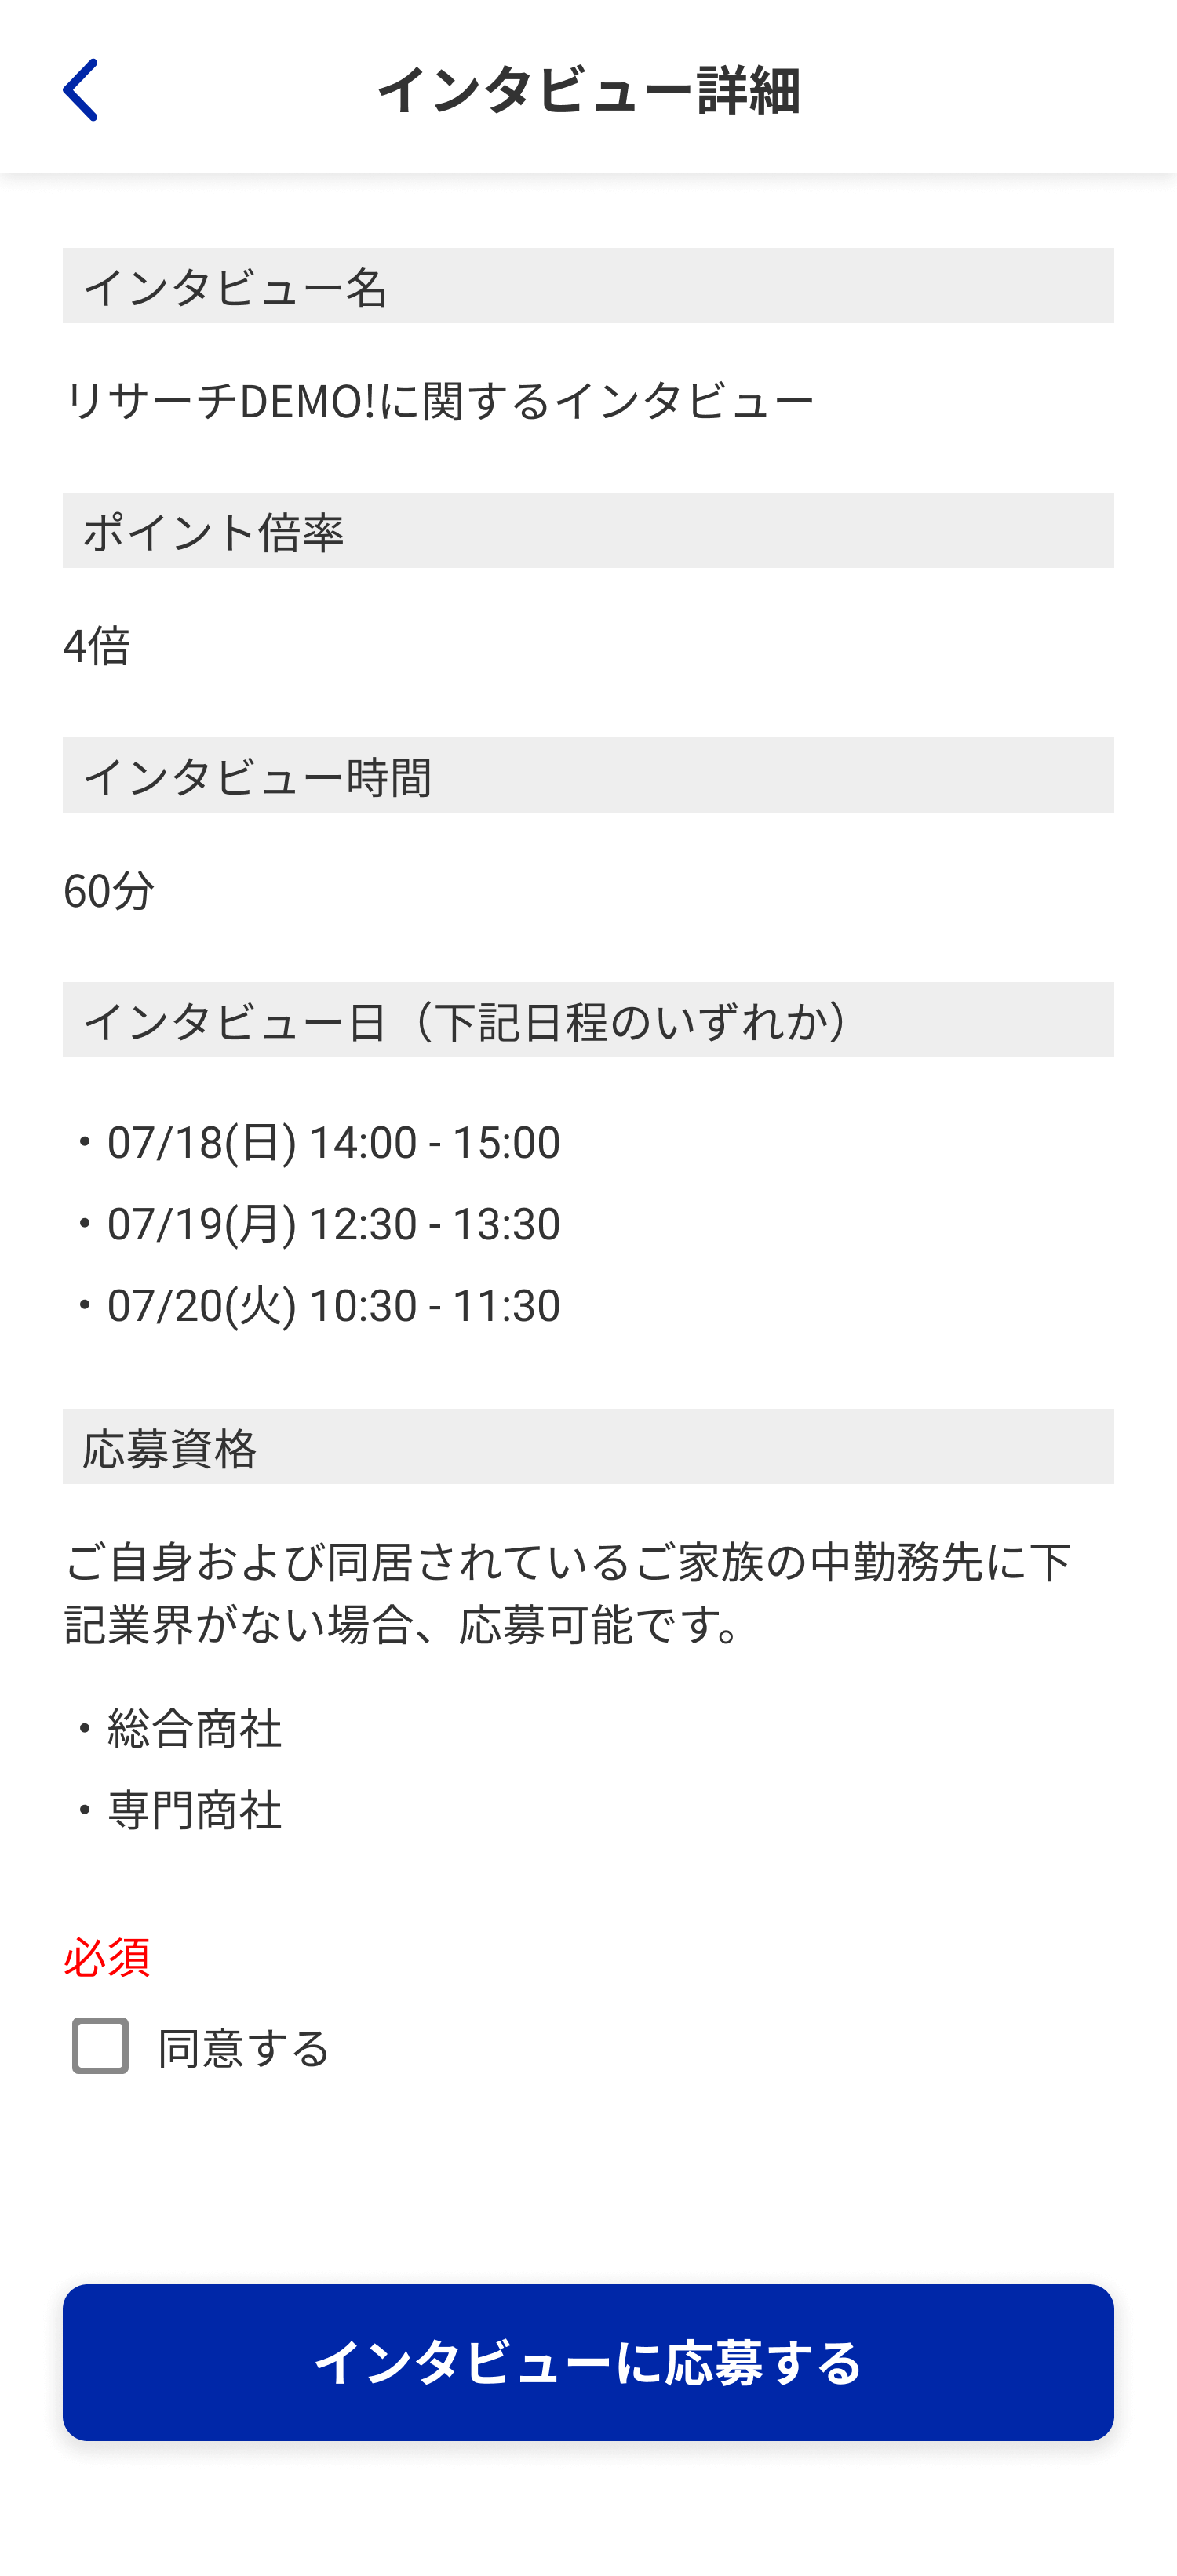 インタビュー詳細
インタビュー名
リサーチDEMO!に関するインタビュー
ポイント倍率
4倍
インタビュー時間
60分
インタビュー日（下記日程のいずれか）
・07/18(日) 14:00 - 15:00
・07/19(月) 12:30 - 13:30
・07/20(火) 10:30 - 11:30
応募資格
ご自身および同居されているご家族の中勤務先に下
記業界がない場合、応募可能です。
・総合商社
・専門商社
必須
同意する
インタビューに応募する